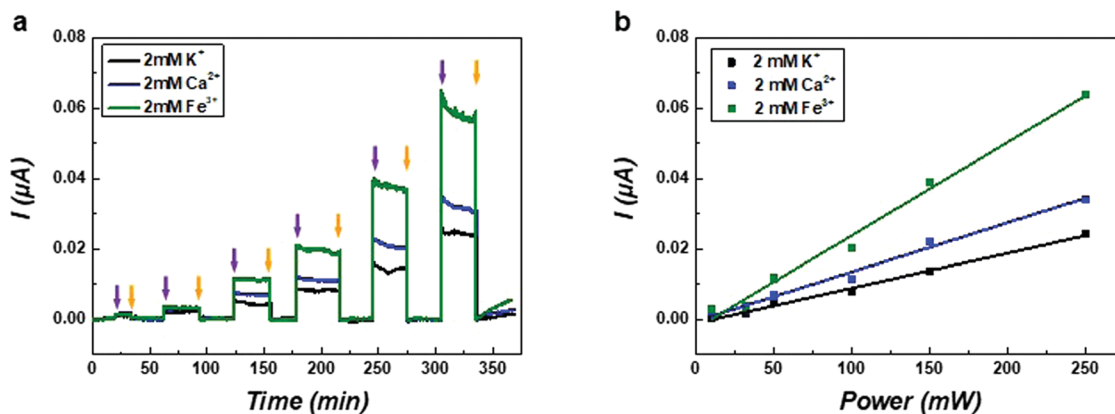 a
0.08
0.06
0.04
0.02
0.00
I (μA)
2mM K⁺
2mM Ca²⁺
2mM Fe³⁺
0 50 100 150 200 250 300 350
Time (min)
b
0.08
0.06
0.04
0.02
0.00
I (μA)
2 mM K⁺
2 mM Ca²⁺
2 mM Fe³⁺
0 50 100 150 200 250
Power (mW)